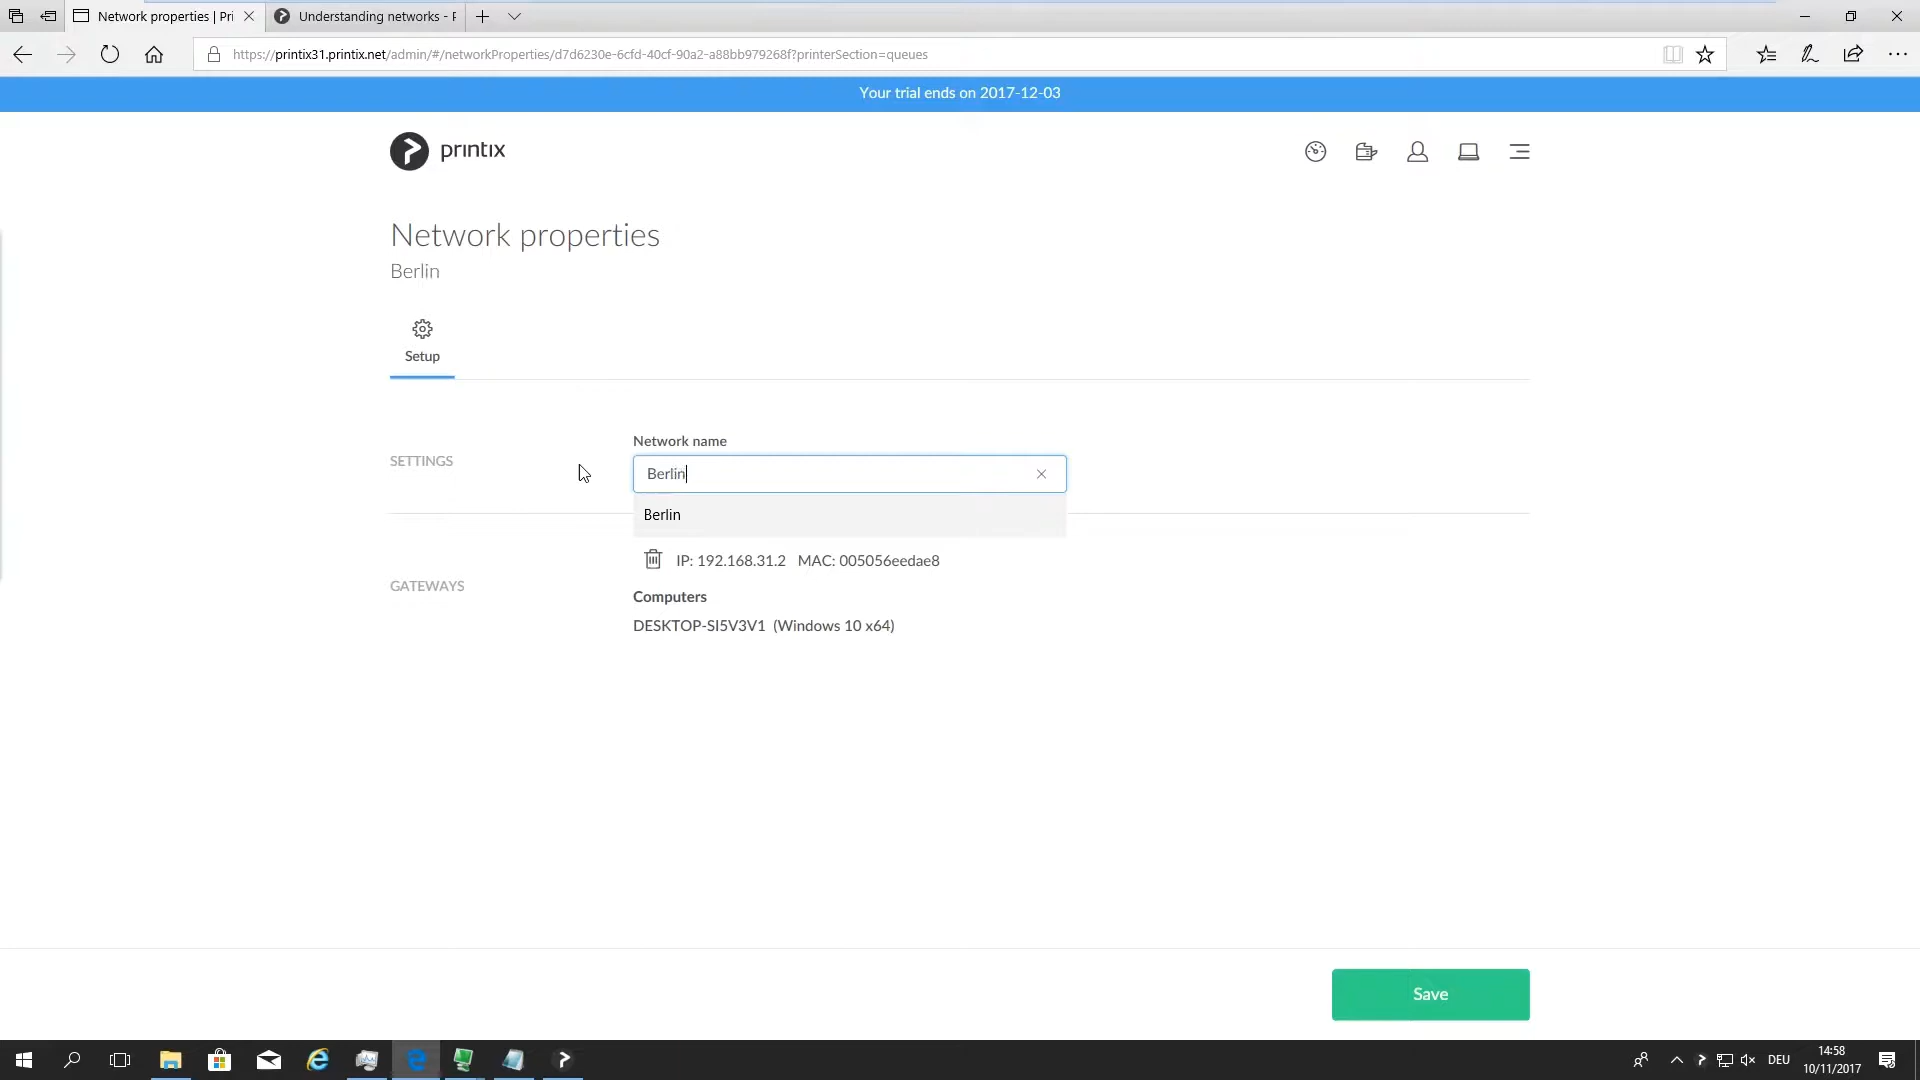 Network properties | Pri
Understanding networks - F
https://printix31.printix.net/admin/#/networkProperties/d7d6230e-6cfd-40cf-90a2-a88bb979268f?printerSection=queues
Your trial ends on 2017-12-03
printix
Network properties
Berlin
Setup
SETTINGS
Network name
Berlin
Berlin
GATEWAYS
IP: 192.168.31.2 MAC: 005056eedae8
Computers
DESKTOP-SI5V3V1 (Windows 10 x64)
Save
DEU
14:58
10/11/2017